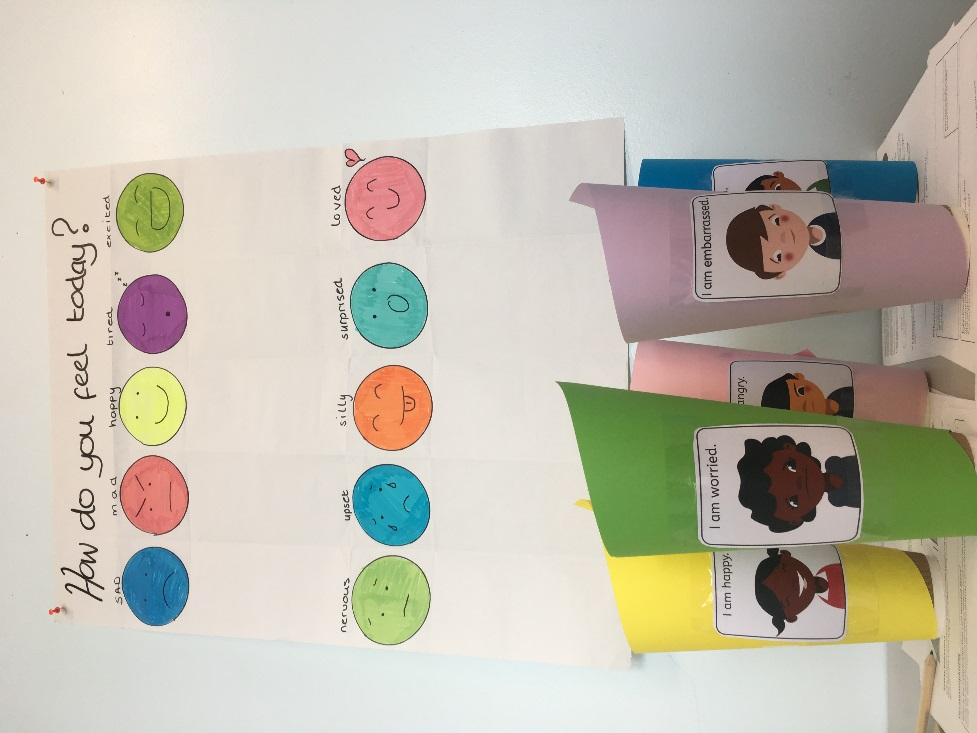 How do you feel today?
SAD
mad
happy
tired
zzz
excited
nervous
upset
silly
surprised
loved
I am happy.
I am worried.
angry.
I am embarrassed.